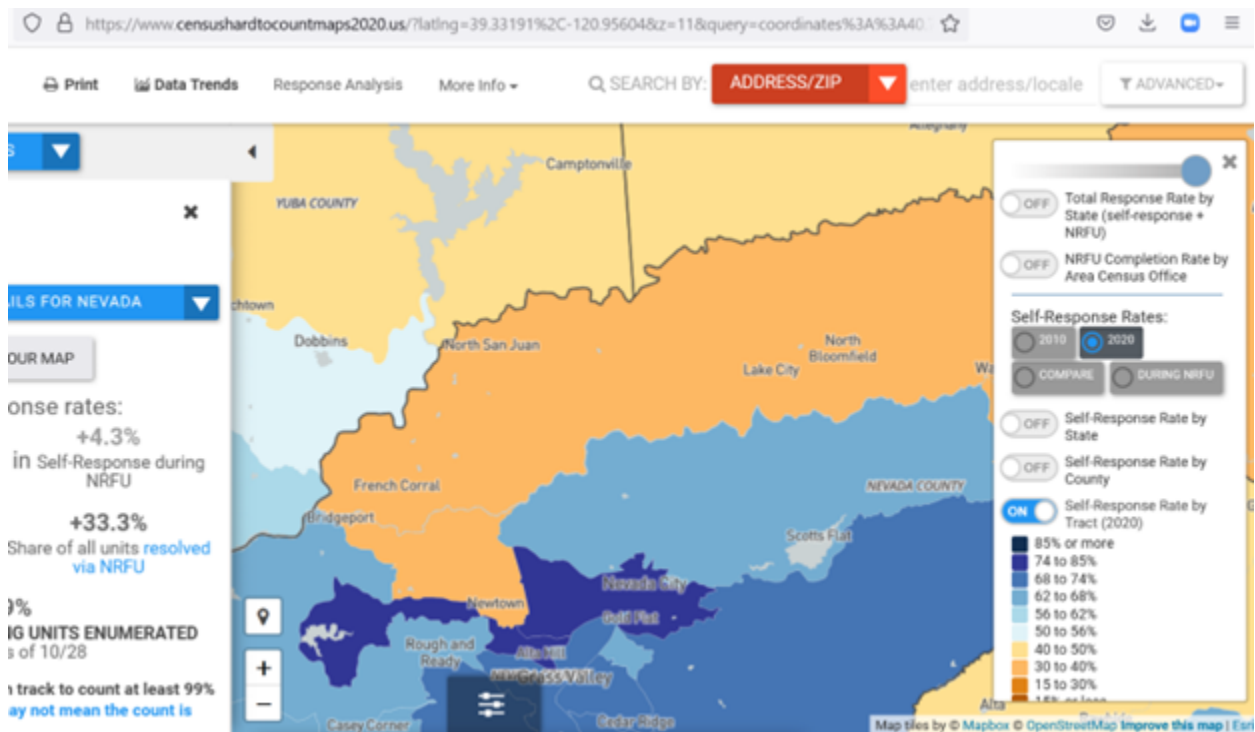 https://www.censushardtocountmaps2020.us/?latlng=39.33191%2C-120.95604&z=11&query=coordinates%3A%3A40.
Print Data Trends Response Analysis More Info SEARCH BY: ADDRESS/ZIP enter address/locale ADVANCED
S
AILS FOR NEVADA
OUR MAP
onse rates:
+4.3%
in Self-Response during
NRFU
+33.3%
Share of all units resolved
via NRFU
9%
NG UNITS ENUMERATED
s of 10/28
n track to count at least 99%
ay not mean the count is
Alleghany
Camptonville
YUBA COUNTY
chtown
Dobbins
North San Juan
North
Bloomfield
Lake City
Wa
French Corral
Bridgeport
NEVADA COUNTY
Scotts Flat
Nevada City
Newtown
Gold Flat
Rough and
Ready
Alta Hill
Grass Valley
Casey Corner
Cedar Ridge
Alta
OFF Total Response Rate by
State (self-response +
NRFU)
OFF NRFU Completion Rate by
Area Census Office
Self-Response Rates:
2010 2020
COMPARE DURING NRFU
OFF Self-Response Rate by
State
OFF Self-Response Rate by
County
ON Self-Response Rate by
Tract (2020)
85% or more
74 to 85%
68 to 74%
62 to 68%
56 to 62%
50 to 56%
40 to 50%
30 to 40%
15 to 30%
15% or less
Map tiles by © Mapbox © OpenStreetMap Improve this map | Esri